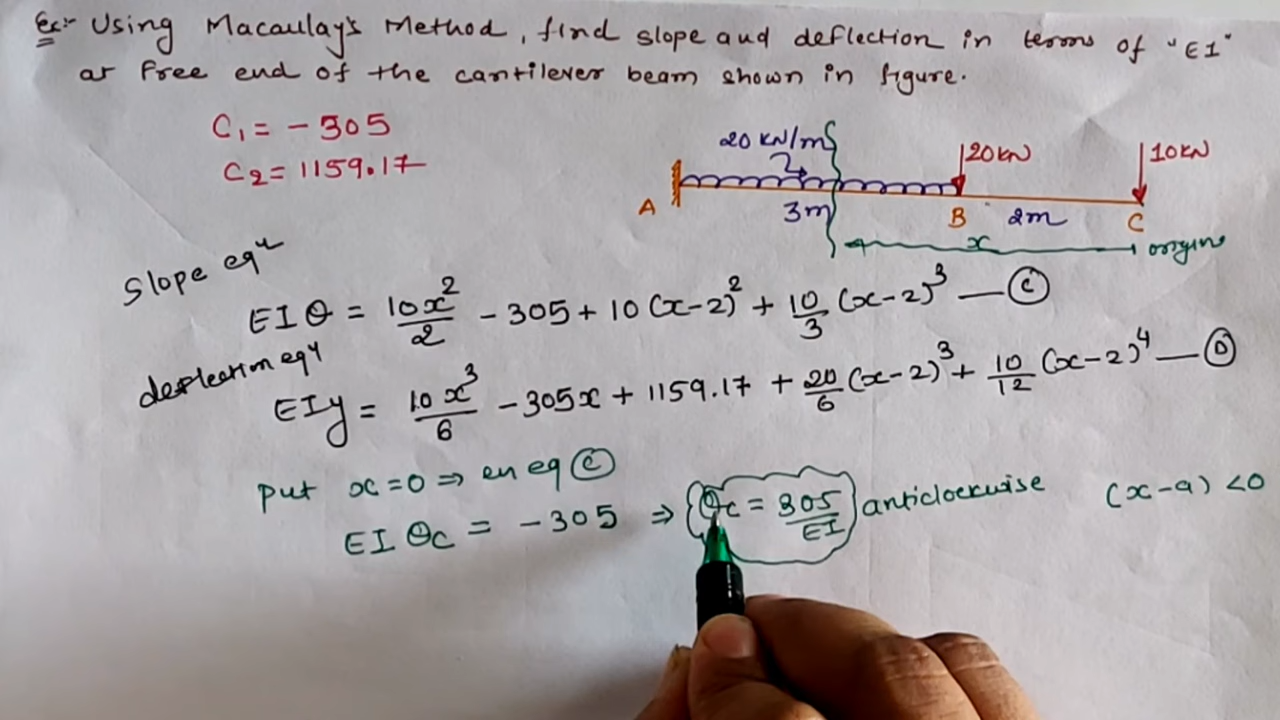 Ex:- Using Macaulay's Method, find slope and deflection in terms of "EI"
at free end of the cantilever beam shown in figure.
C₁ = - 305
C₂ = 1159.17
20 KN/m
20KN
10KN
A
3m
B
2m
C
x
origin
Slope eqⁿ
EIθ = 10x²/2 - 305 + 10 (x-2)² + 10/3 (x-2)³ — (C)
deflection eqⁿ
EIy = 10x³/6 - 305x + 1159.17 + 20/6 (x-2)³ + 10/12 (x-2)⁴ — (D)
put x=0 ⇒ en eq (C)
EI θc = - 305 ⇒ θc = 305/EI anticlockwise (x-a) <0